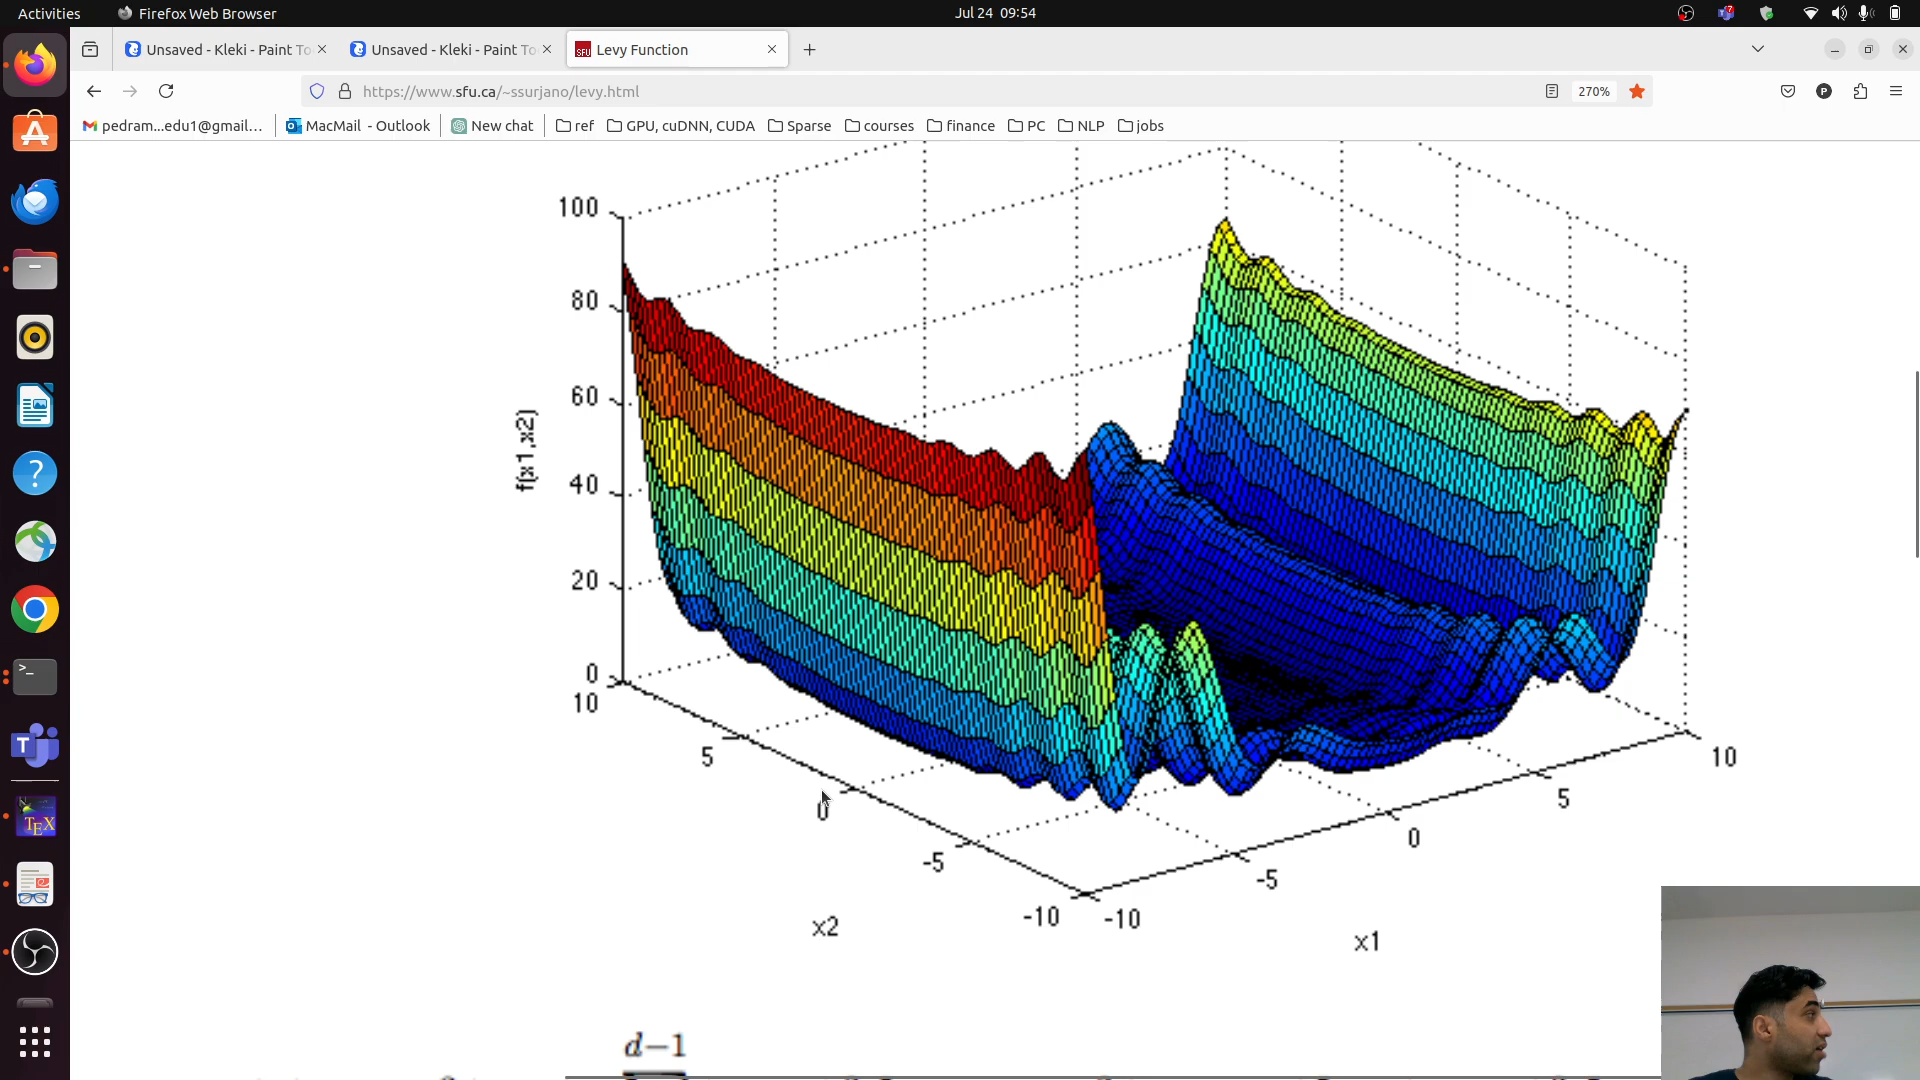 Activities Firefox Web Browser Jul 24 09:54
Unsaved - Kleki - Paint To Unsaved - Kleki - Paint To SFU Levy Function
https://www.sfu.ca/~ssurjano/levy.html 270% P
pedram...edu1@gmail... MacMail - Outlook New chat ref GPU, cuDNN, CUDA Sparse courses finance PC NLP jobs
100
80
60
40
20
0
f(x1,x2)
10
5
0
-5
-10
x2
-10
-5
0
5
10
x1
d−1